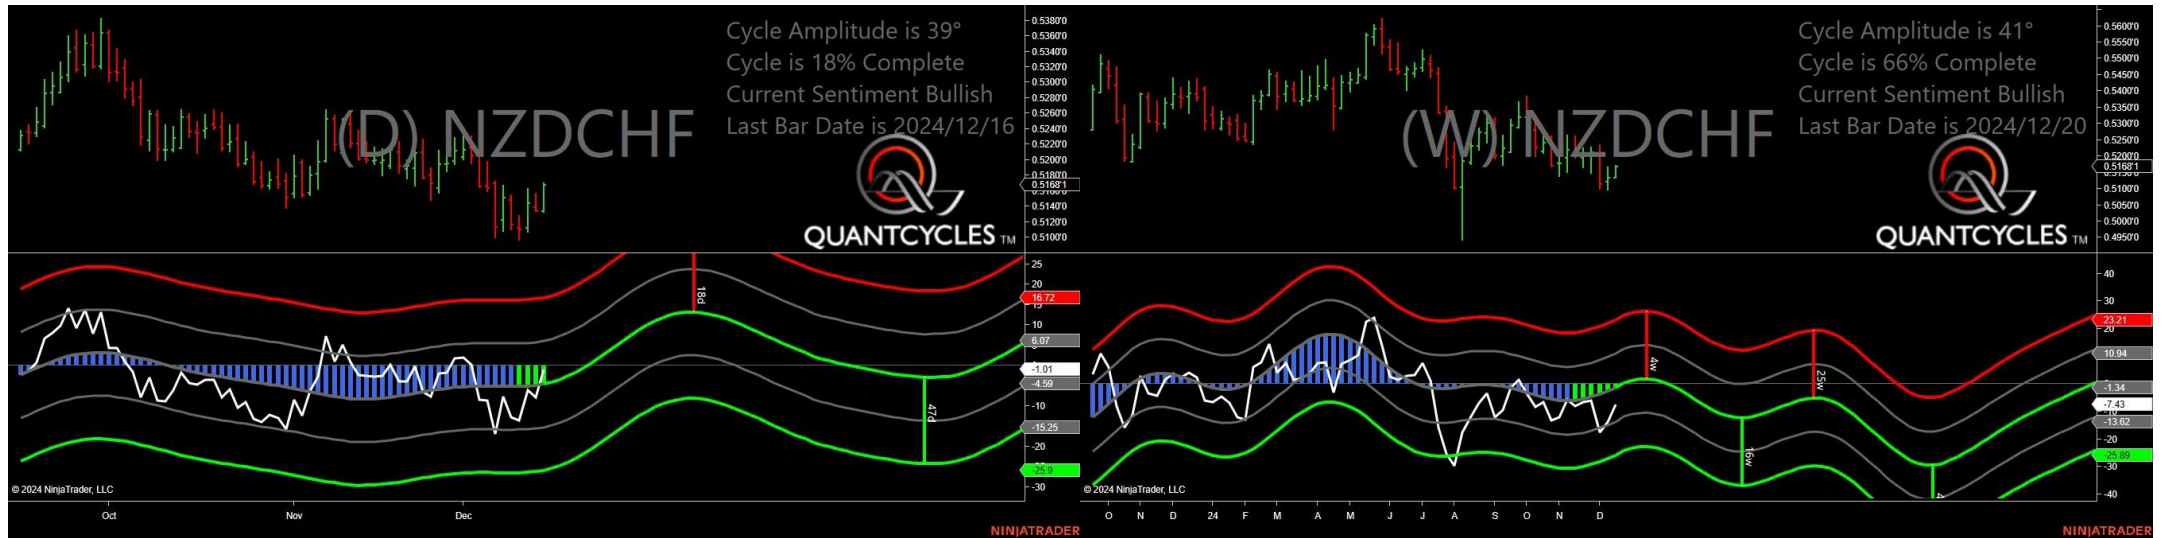 Cycle Amplitude is 39°
Cycle is 18% Complete
Current Sentiment Bullish
Last Bar Date is 2024/12/16
(D) NZDCHF
QUANTCYCLES TM
0.5380'0
0.5360'0
0.5340'0
0.5320'0
0.5300'0
0.5280'0
0.5260'0
0.5240'0
0.5220'0
0.5200'0
0.5180'0
0.5168'1
0.5140'0
0.5120'0
0.5100'0
25
20
16.72
10
6.07
-1.01
-4.59
-10
-15.25
-20
-25.9
-30
18d
47d
© 2024 NinjaTrader, LLC
Oct Nov Dec
NINJATRADER
Cycle Amplitude is 41°
Cycle is 66% Complete
Current Sentiment Bullish
Last Bar Date is 2024/12/20
(W) NZDCHF
QUANTCYCLES TM
0.5600'0
0.5550'0
0.5500'0
0.5450'0
0.5400'0
0.5350'0
0.5300'0
0.5250'0
0.5200'0
0.5168'1
0.5100'0
0.5050'0
0.5000'0
0.4950'0
40
30
23.21
20
10.94
-1.34
-7.43
-13.62
-20
-25.89
-30
-40
4w
16w
25w
© 2024 NinjaTrader, LLC
O N D 24 F M A M J J A S O N D
NINJATRADER